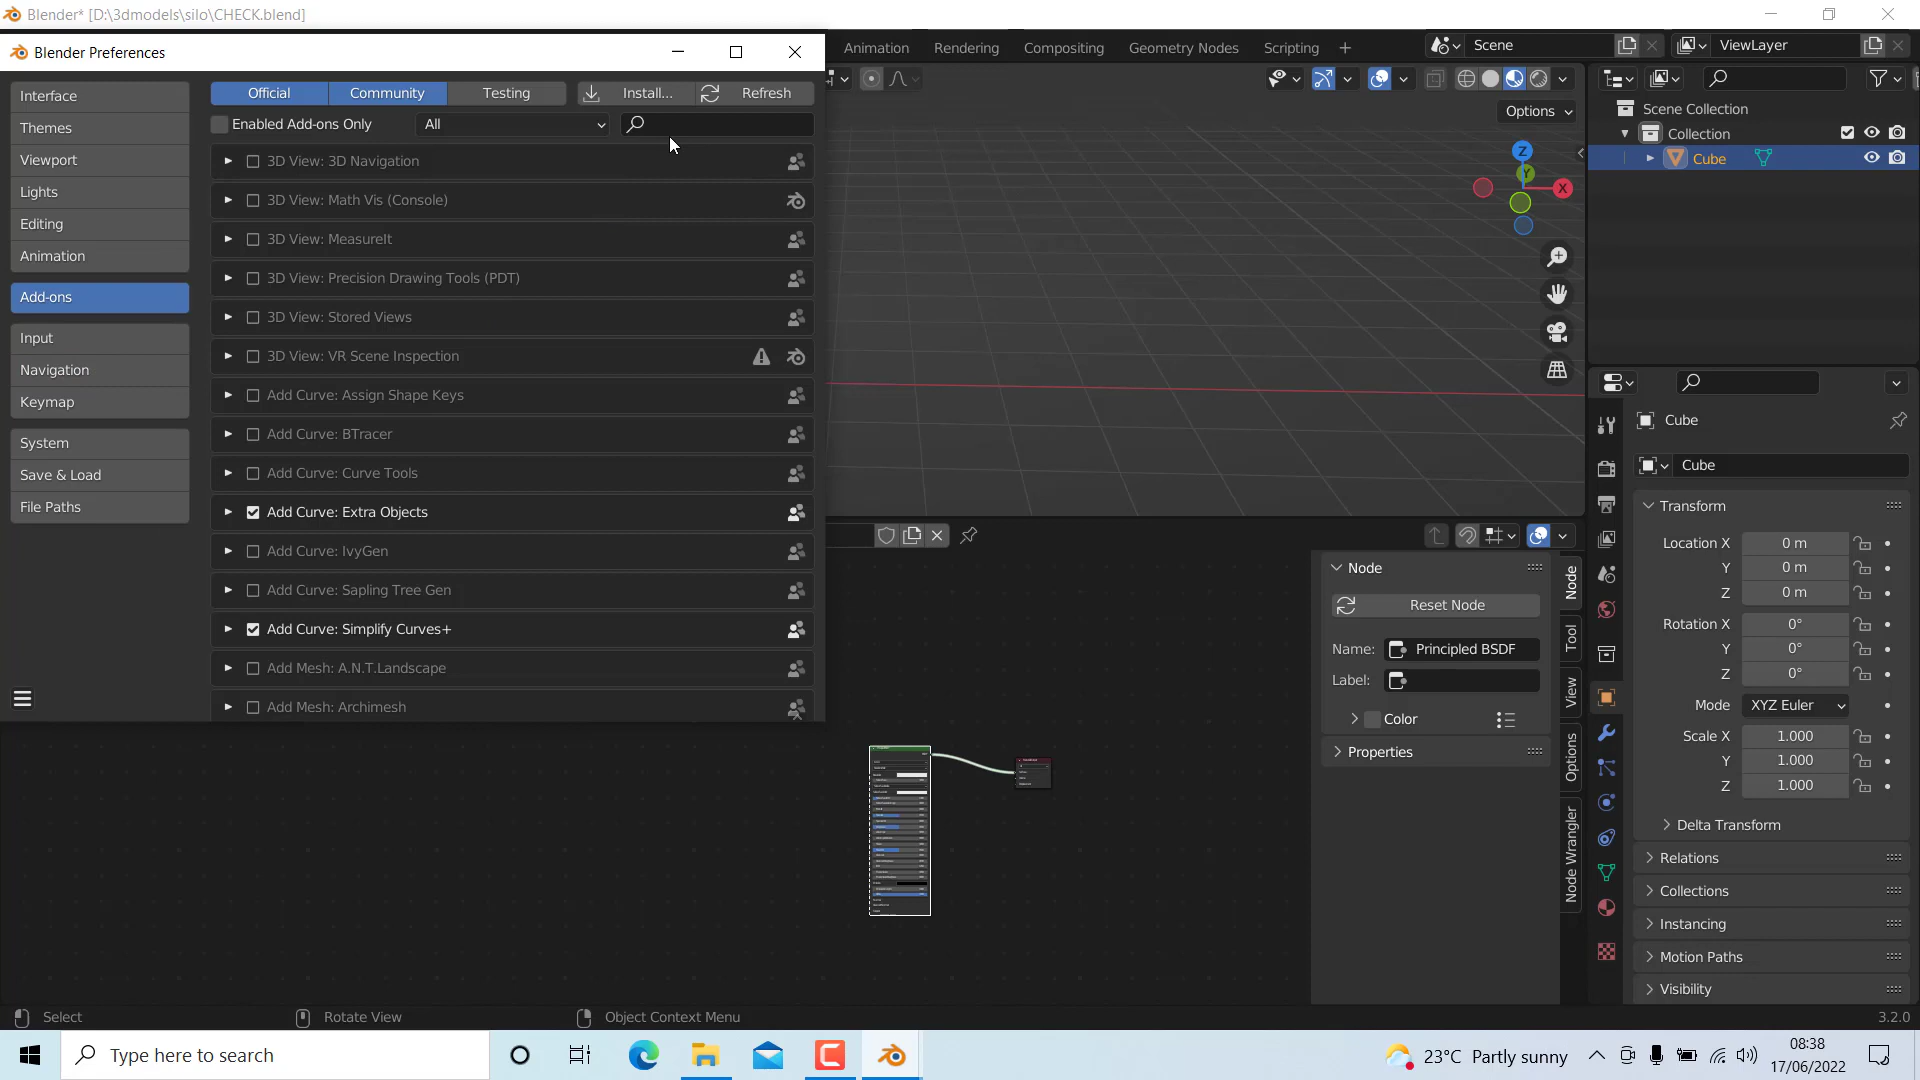 Blender* [D:\3dmodels\silo\CHECK.blend]
Blender Preferences
Animation
Rendering
Compositing
Geometry Nodes
Scripting
Scene
ViewLayer
Interface
Themes
Viewport
Lights
Editing
Animation
Add-ons
Input
Navigation
Keymap
System
Save & Load
File Paths
Official
Community
Testing
Install...
Refresh
Enabled Add-ons Only
All
3D View: 3D Navigation
3D View: Math Vis (Console)
3D View: MeasureIt
3D View: Precision Drawing Tools (PDT)
3D View: Stored Views
3D View: VR Scene Inspection
Add Curve: Assign Shape Keys
Add Curve: BTracer
Add Curve: Curve Tools
Add Curve: Extra Objects
Add Curve: IvyGen
Add Curve: Sapling Tree Gen
Add Curve: Simplify Curves+
Add Mesh: A.N.T.Landscape
Add Mesh: Archimesh
Options
Z
Y
X
Scene Collection
Collection
Cube
Node
Reset Node
Name: Principled BSDF
Label:
Color
Properties
Node
Tool
View
Options
Node Wrangler
Cube
Cube
Transform
Location X 0 m
Y 0 m
Z 0 m
Rotation X 0°
Y 0°
Z 0°
Mode XYZ Euler
Scale X 1.000
Y 1.000
Z 1.000
Delta Transform
Relations
Collections
Instancing
Motion Paths
Visibility
Select
Rotate View
Object Context Menu
3.2.0
Type here to search
23°C Partly sunny
08:38
17/06/2022